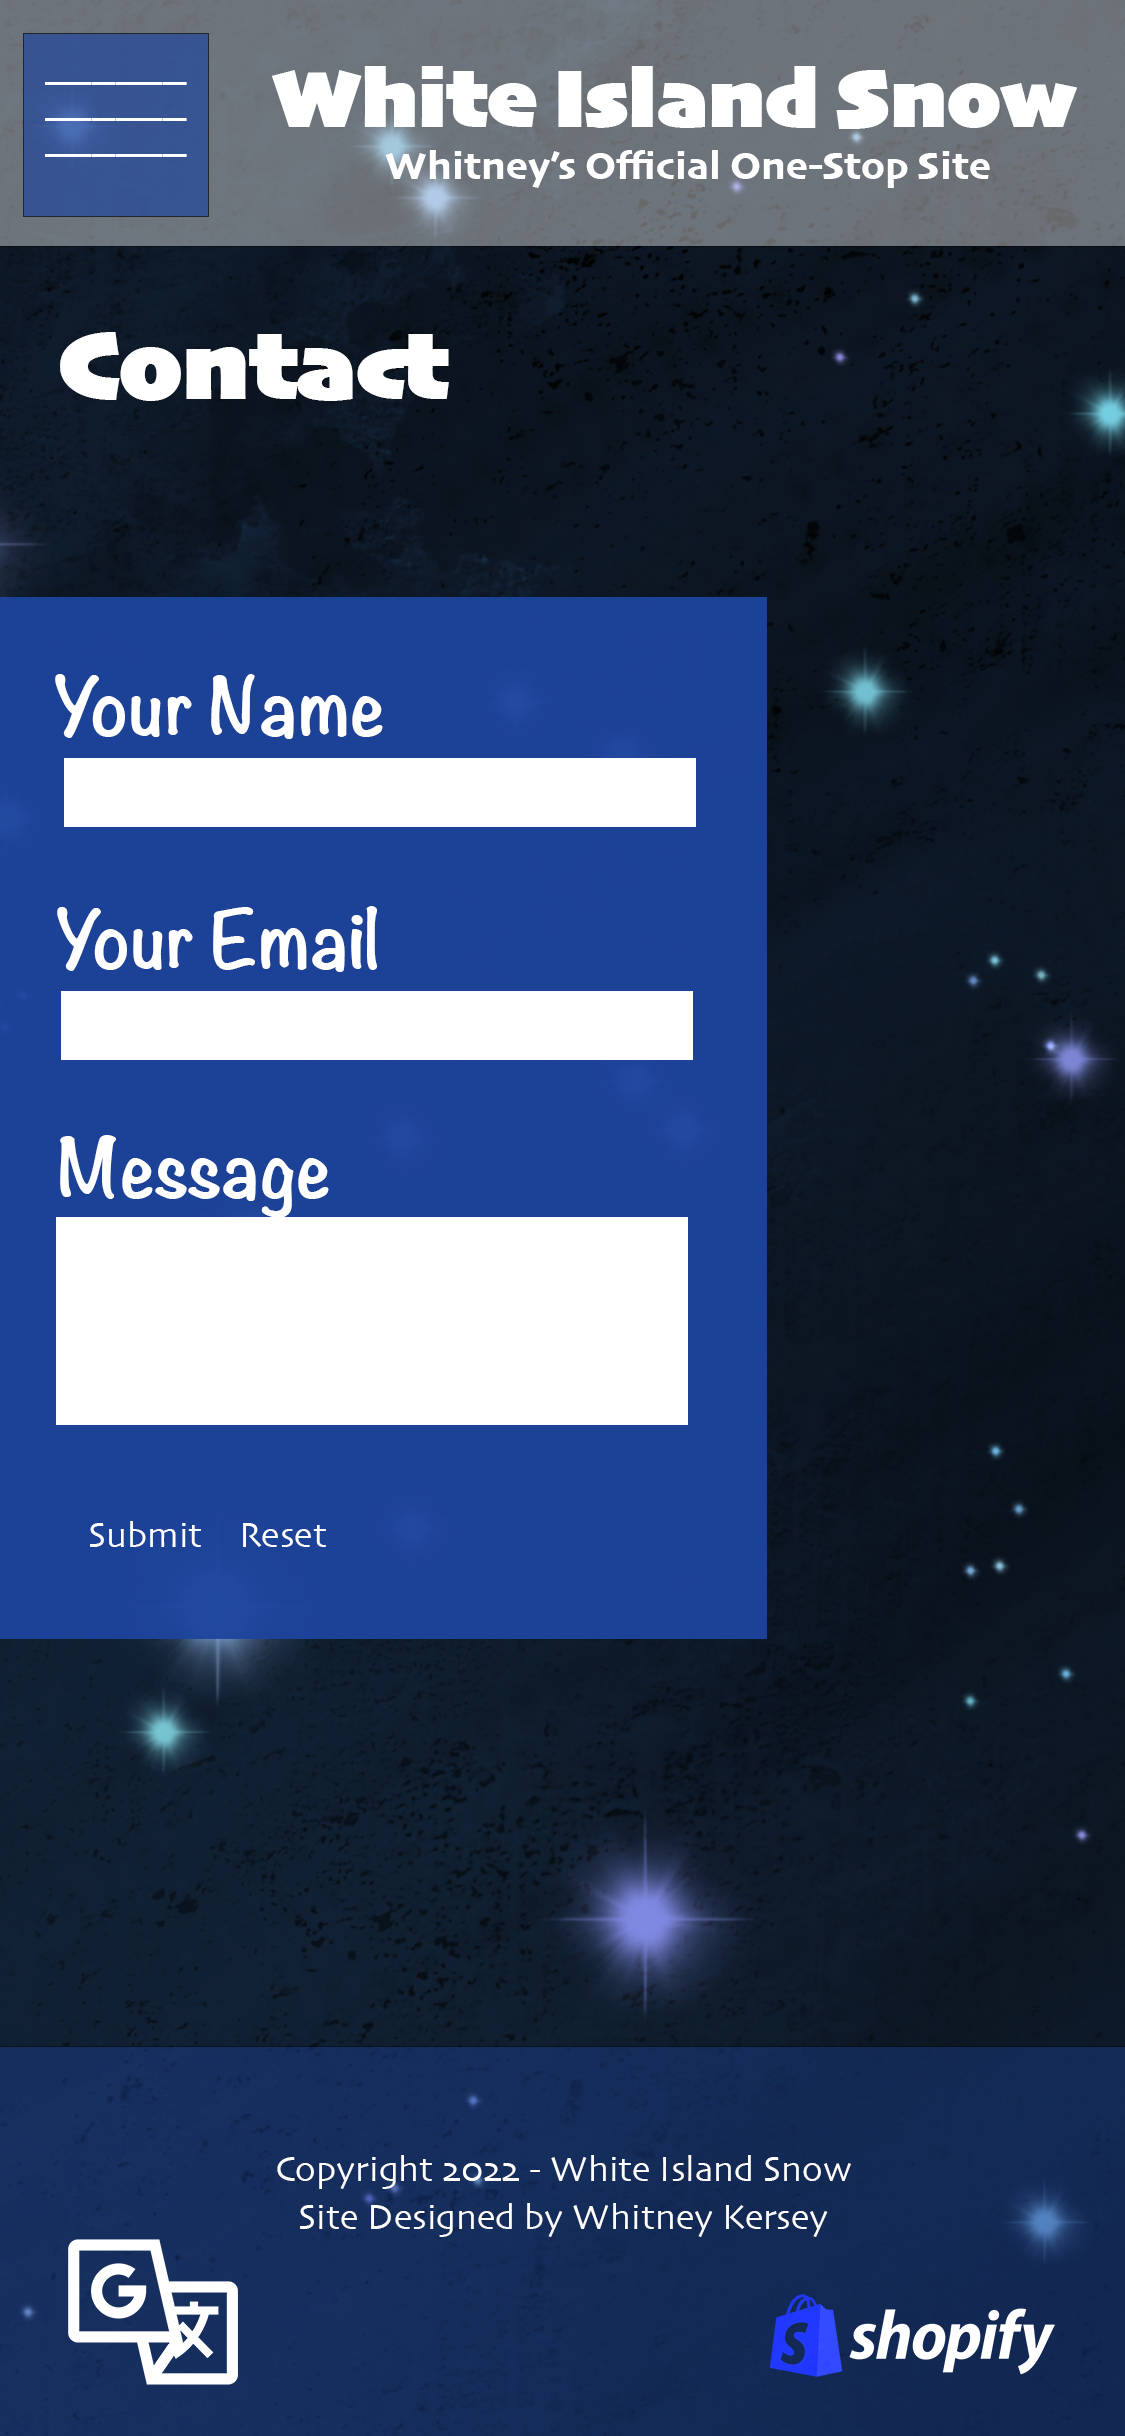 White Island Snow
Whitney's Official One-Stop Site
Contact
Your Name
Your Email
Message
Submit Reset
Copyright 2022 - White Island Snow
Site Designed by Whitney Kersey
G 文
S shopify